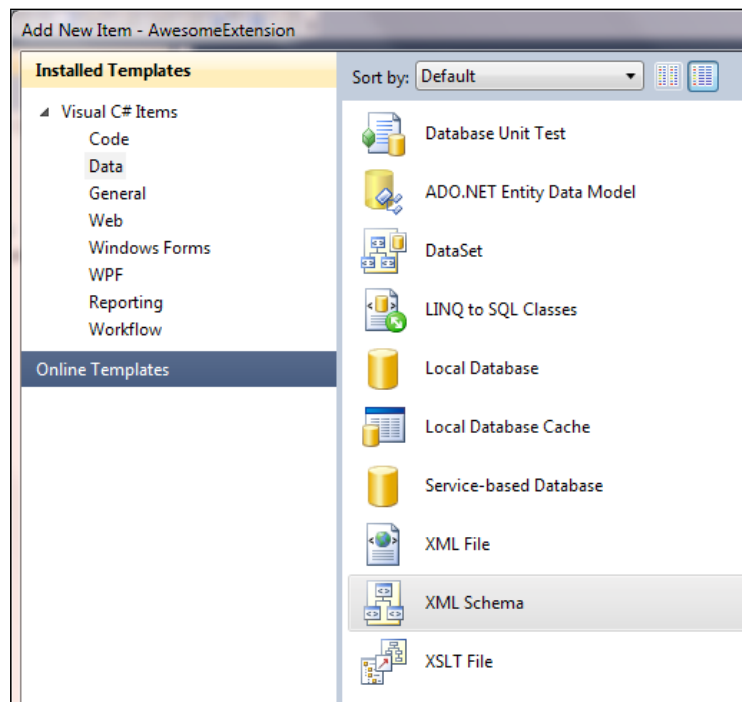 Add New Item - AwesomeExtension
Installed Templates
Visual C# Items
Code
Data
General
Web
Windows Forms
WPF
Reporting
Workflow
Online Templates
Sort by: Default
Database Unit Test
ADO.NET Entity Data Model
DataSet
LINQ to SQL Classes
Local Database
Local Database Cache
Service-based Database
XML File
XML Schema
XSLT File